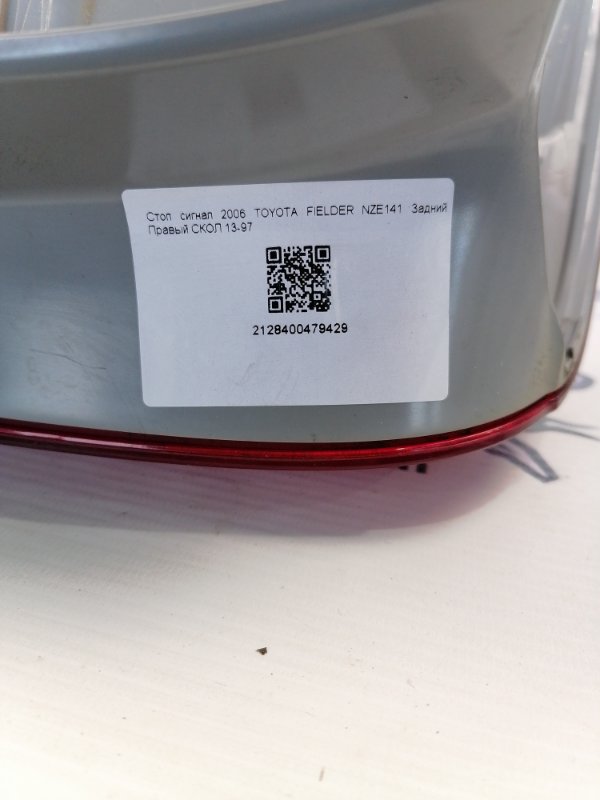 Стоп сигнал 2006 TOYOTA FIELDER NZE141 Задний
Правый СКОЛ 13-97
2128400479429